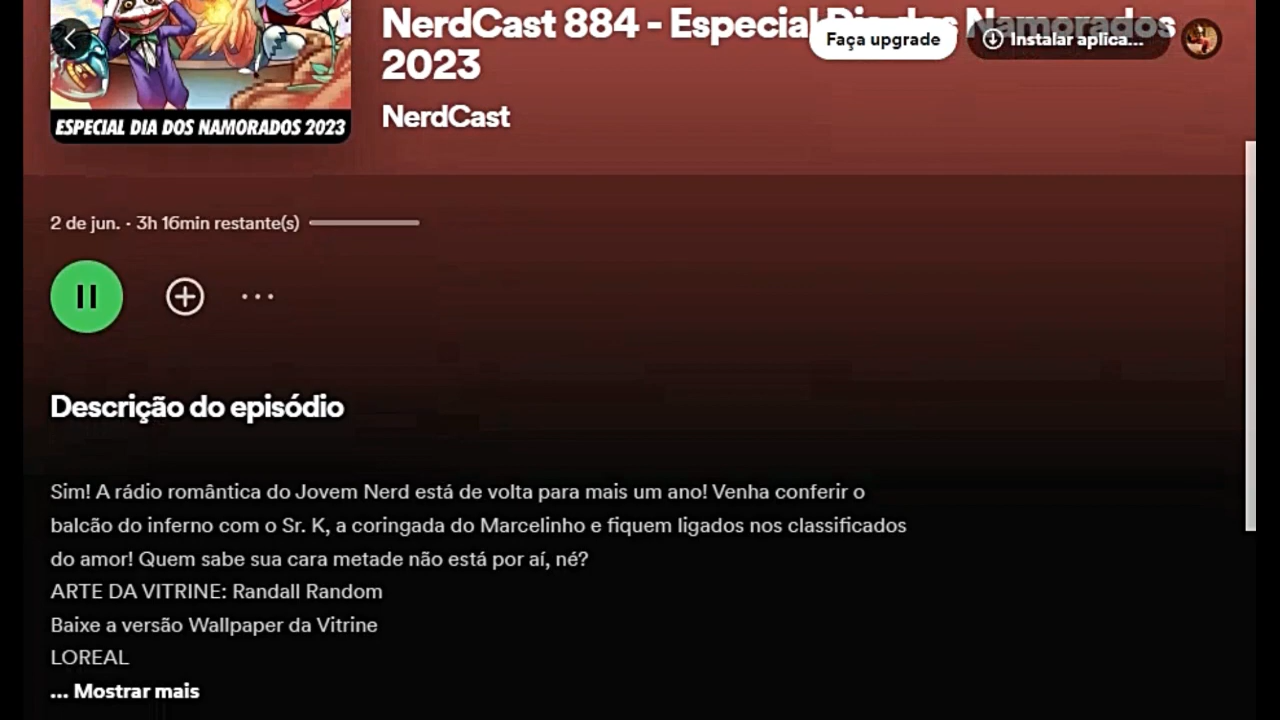 NerdCast 884 - Especial Dia dos Namorados
2023
Faça upgrade
Instalar aplica...
NerdCast
ESPECIAL DIA DOS NAMORADOS 2023
2 de jun. · 3h 16min restante(s)
Descrição do episódio
Sim! A rádio romântica do Jovem Nerd está de volta para mais um ano! Venha conferir o
balcão do inferno com o Sr. K, a coringada do Marcelinho e fiquem ligados nos classificados
do amor! Quem sabe sua cara metade não está por aí, né?
ARTE DA VITRINE: Randall Random
Baixe a versão Wallpaper da Vitrine
LOREAL
... Mostrar mais